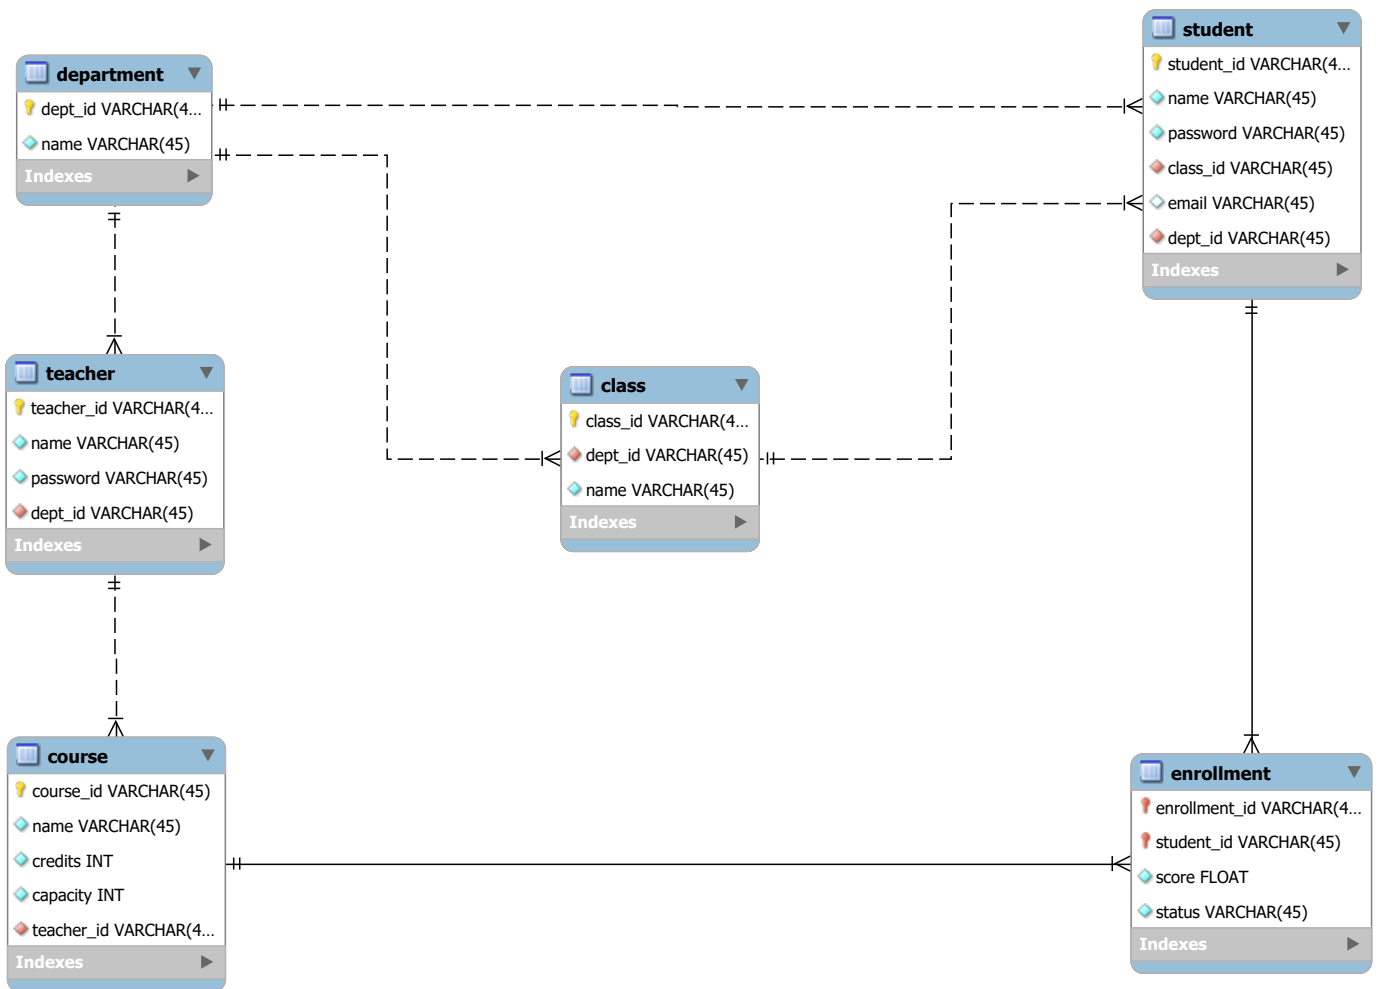 department
dept_id VARCHAR(4...
name VARCHAR(45)
Indexes
student
student_id VARCHAR(4...
name VARCHAR(45)
password VARCHAR(45)
class_id VARCHAR(45)
email VARCHAR(45)
dept_id VARCHAR(45)
Indexes
teacher
teacher_id VARCHAR(4...
name VARCHAR(45)
password VARCHAR(45)
dept_id VARCHAR(45)
Indexes
class
class_id VARCHAR(4...
dept_id VARCHAR(45)
name VARCHAR(45)
Indexes
course
course_id VARCHAR(45)
name VARCHAR(45)
credits INT
capacity INT
teacher_id VARCHAR(4...
Indexes
enrollment
enrollment_id VARCHAR(4...
student_id VARCHAR(45)
score FLOAT
status VARCHAR(45)
Indexes